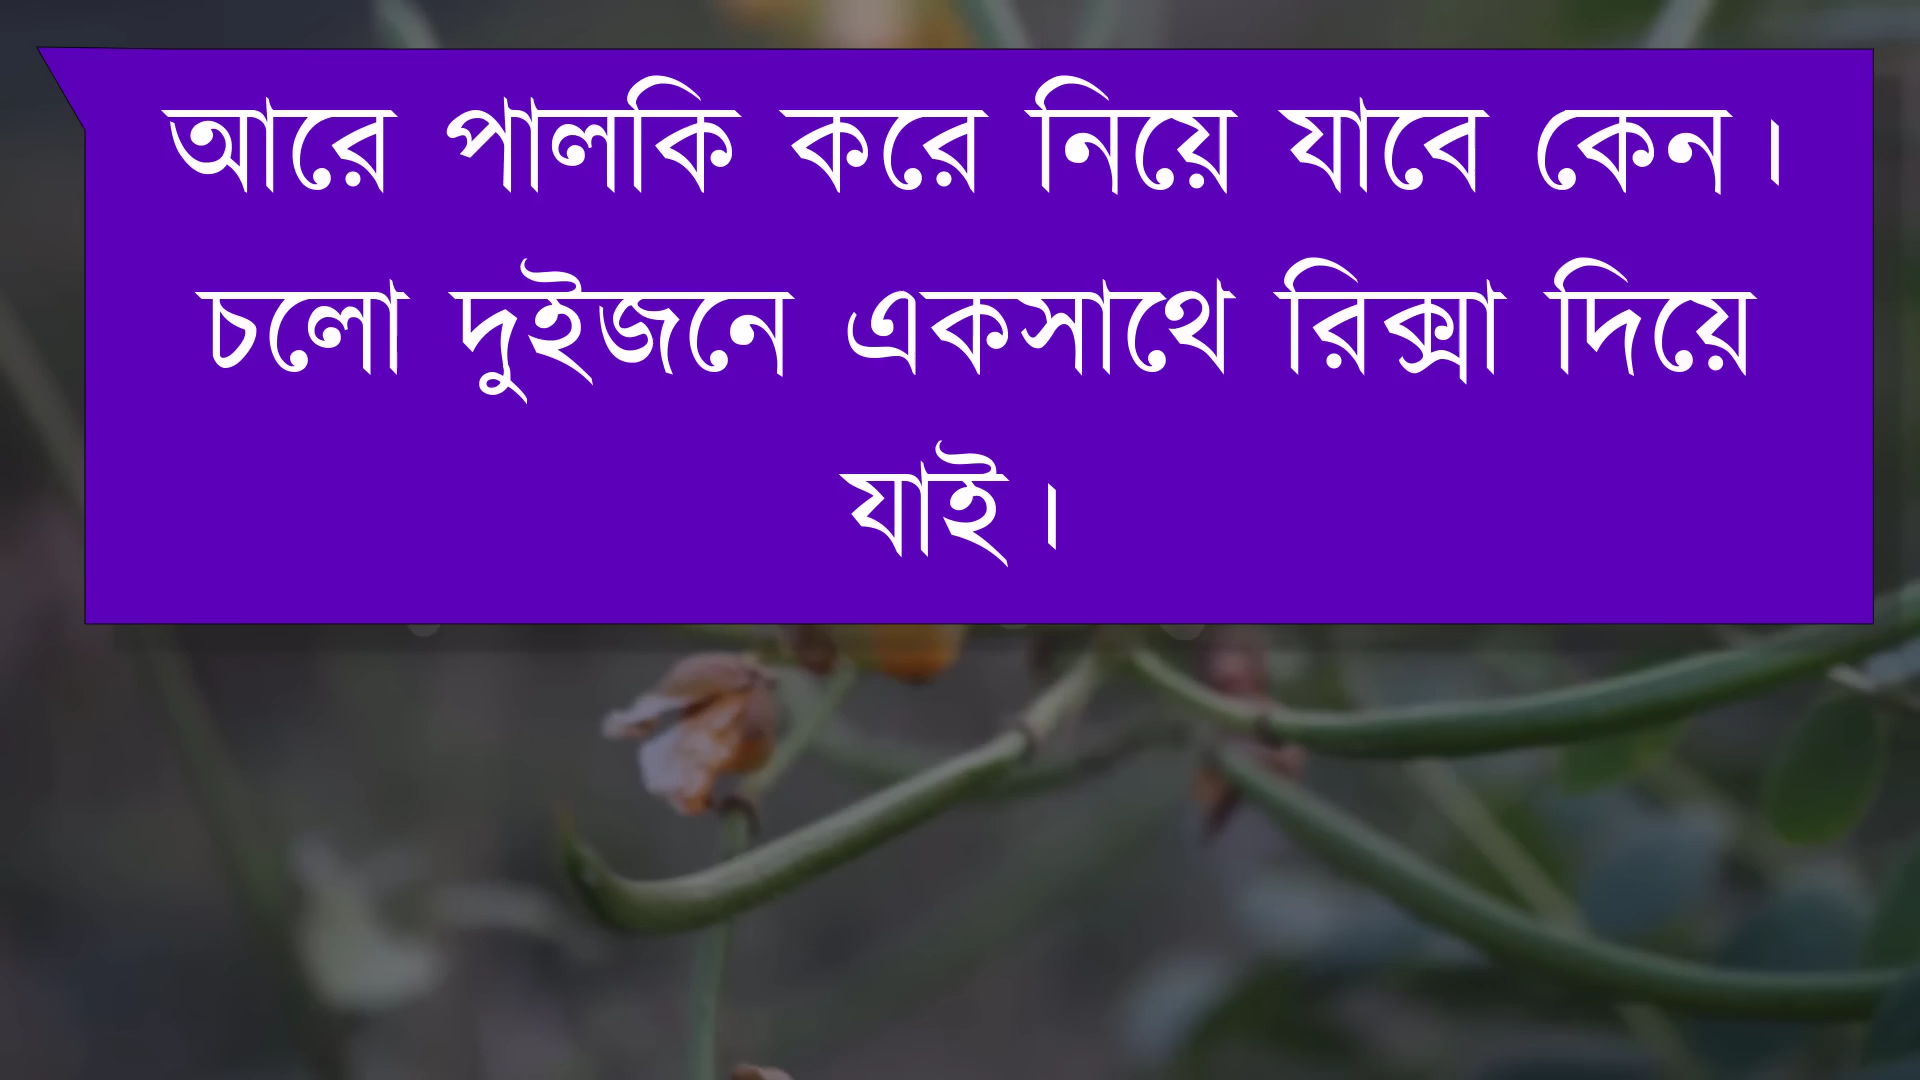 আরে পালকি করে নিয়ে যাবে কেন।
চলো দুইজনে একসাথে রিক্সা দিয়ে
যাই।